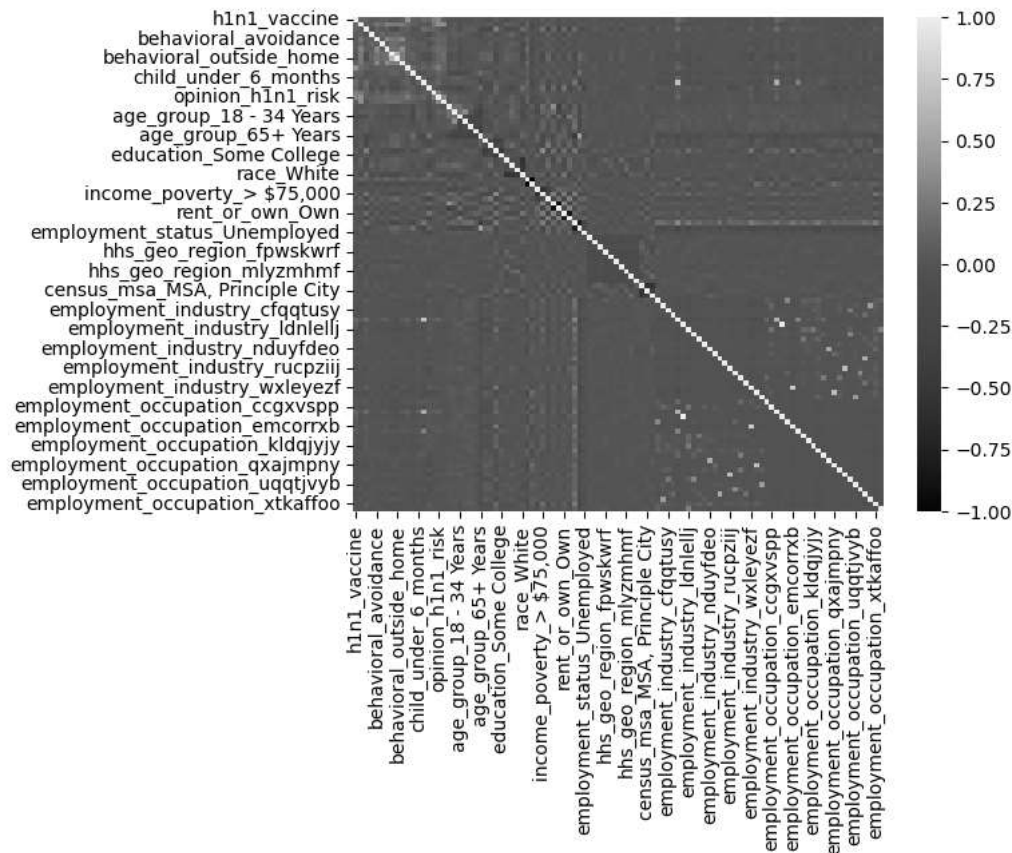 h1n1_vaccine
behavioral_avoidance
behavioral_outside_home
child_under_6_months
opinion_h1n1_risk
age_group_18 - 34 Years
age_group_65+ Years
education_Some College
race_White
income_poverty_> $75,000
rent_or_own_Own
employment_status_Unemployed
hhs_geo_region_fpwskwrf
hhs_geo_region_mlyzmhmf
census_msa_MSA, Principle City
employment_industry_cfqqtusy
employment_industry_ldnlellj
employment_industry_nduyfdeo
employment_industry_rucpziij
employment_industry_wxleyezf
employment_occupation_ccgxvspp
employment_occupation_emcorrxb
employment_occupation_kldqjyjy
employment_occupation_qxajmpny
employment_occupation_uqqtjvyb
employment_occupation_xtkaffoo
1.00
0.75
0.50
0.25
0.00
−0.25
−0.50
−0.75
−1.00
h1n1_vaccine
behavioral_avoidance
behavioral_outside_home
child_under_6_months
opinion_h1n1_risk
age_group_18 - 34 Years
age_group_65+ Years
education_Some College
race_White
income_poverty_> $75,000
rent_or_own_Own
employment_status_Unemployed
hhs_geo_region_fpwskwrf
hhs_geo_region_mlyzmhmf
census_msa_MSA, Principle City
employment_industry_cfqqtusy
employment_industry_ldnlellj
employment_industry_nduyfdeo
employment_industry_rucpziij
employment_industry_wxleyezf
employment_occupation_ccgxvspp
employment_occupation_emcorrxb
employment_occupation_kldqjyjy
employment_occupation_qxajmpny
employment_occupation_uqqtjvyb
employment_occupation_xtkaffoo